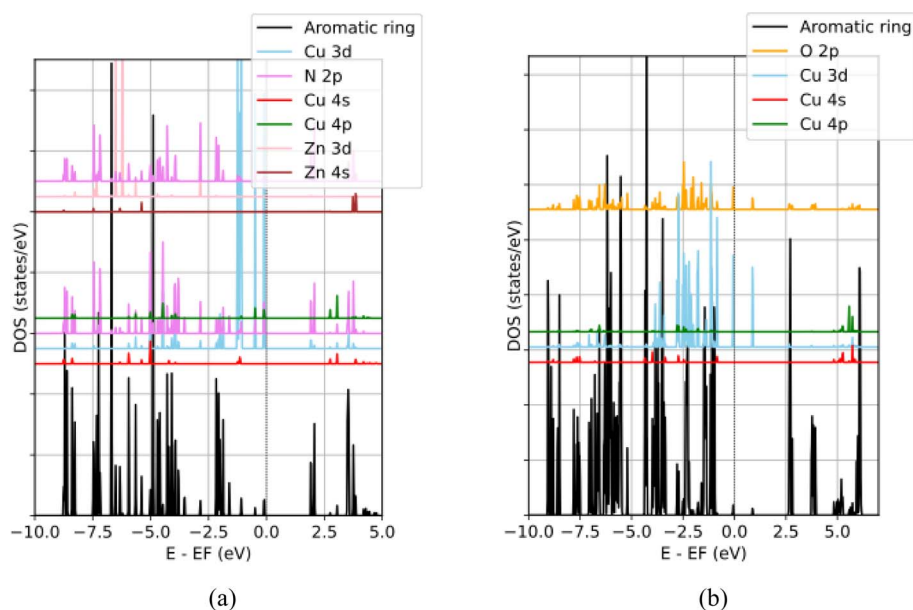 Aromatic ring
Cu 3d
N 2p
Cu 4s
Cu 4p
Zn 3d
Zn 4s
DOS (states/eV)
−10.0 −7.5 −5.0 −2.5 0.0 2.5 5.0
E - EF (eV)
(a)
Aromatic ring
O 2p
Cu 3d
Cu 4s
Cu 4p
DOS (states/eV)
−10.0 −7.5 −5.0 −2.5 0.0 2.5 5.0
E - EF (eV)
(b)